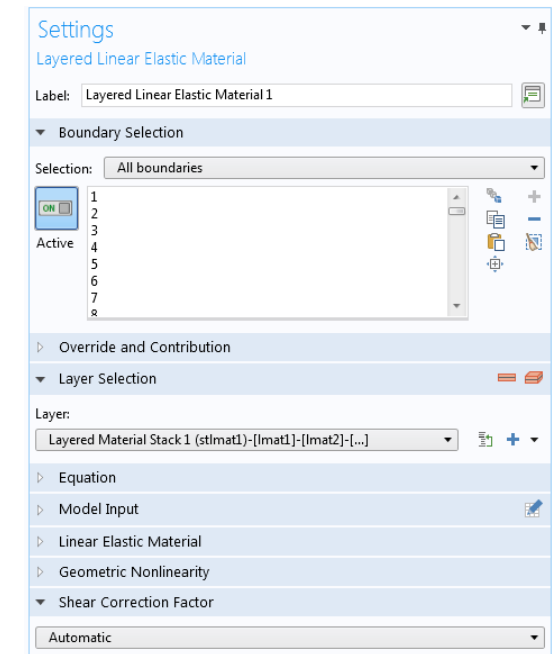 Settings
Layered Linear Elastic Material
Label: Layered Linear Elastic Material 1
Boundary Selection
Selection: All boundaries
ON
1
2
3
Active
4
5
6
7
8
Override and Contribution
Layer Selection
Layer:
Layered Material Stack 1 (stlmat1)-[lmat1]-[lmat2]-[...]
Equation
Model Input
Linear Elastic Material
Geometric Nonlinearity
Shear Correction Factor
Automatic